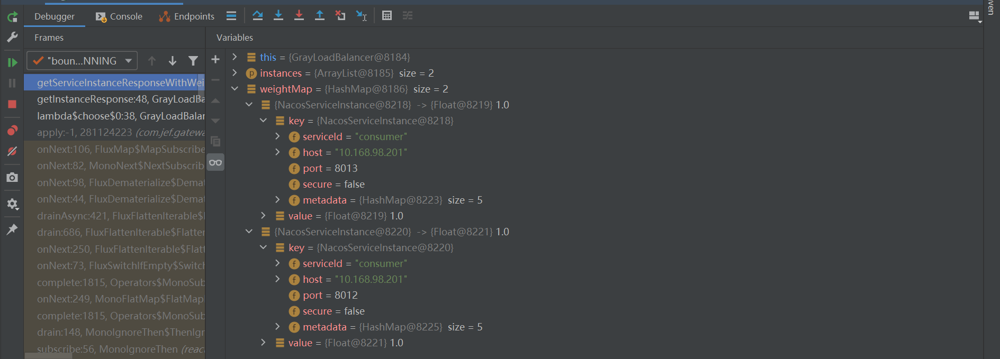 Debugger
Console
Endpoints
ven
Frames
Variables
"boun...NNING
getServiceInstanceResponseWithWei
getInstanceResponse:48, GrayLoadBa
lambda$choose$0:38, GrayLoadBalan
apply:-1, 281124223 (com.jef.gatewa
onNext:106, FluxMap$MapSubscribe
onNext:82, MonoNext$NextSubscrib
onNext:98, FluxDematerialize$Demat
onNext:44, FluxDematerialize$Demat
drainAsync:421, FluxFlattenIterable$F
drain:686, FluxFlattenIterable$Flatten
onNext:250, FluxFlattenIterable$Flatt
onNext:73, FluxSwitchIfEmpty$Switch
complete:1815, Operators$MonoSub
onNext:249, MonoFlatMap$FlatMap
complete:1815, Operators$MonoSub
drain:148, MonoIgnoreThen$ThenIgn
subscribe:56, MonoIgnoreThen (react
this = {GrayLoadBalancer@8184}
p instances = {ArrayList@8185} size = 2
weightMap = {HashMap@8186} size = 2
{NacosServiceInstance@8218} -> {Float@8219} 1.0
key = {NacosServiceInstance@8218}
f serviceId = "consumer"
f host = "10.168.98.201"
f port = 8013
f secure = false
f metadata = {HashMap@8223} size = 5
value = {Float@8219} 1.0
{NacosServiceInstance@8220} -> {Float@8221} 1.0
key = {NacosServiceInstance@8220}
f serviceId = "consumer"
f host = "10.168.98.201"
f port = 8012
f secure = false
f metadata = {HashMap@8225} size = 5
value = {Float@8221} 1.0